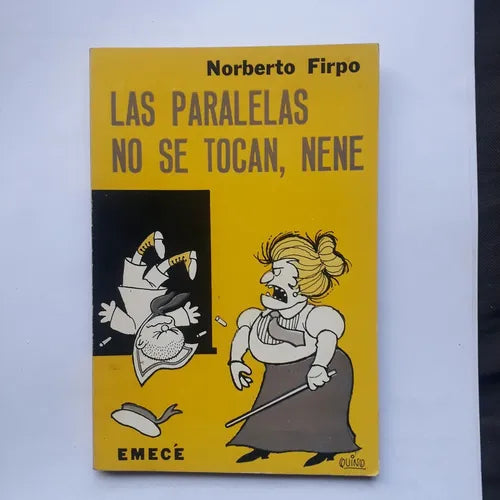 Norberto Firpo
LAS PARALELAS
NO SE TOCAN, NENE
EMECÉ
QUINO